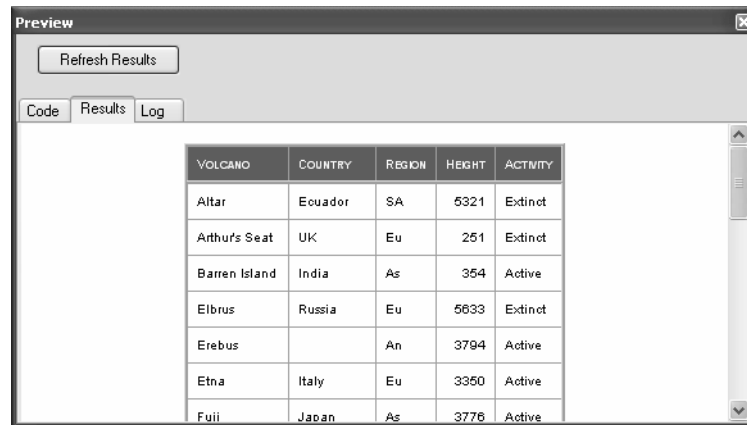 Preview
Refresh Results
Code Results Log
VOLCANO COUNTRY REGION HEIGHT ACTIVITY
Altar Ecuador SA 5321 Extinct
Arthur's Seat UK Eu 251 Extinct
Barren Island India As 354 Active
Elbrus Russia Eu 5633 Extinct
Erebus An 3794 Active
Etna Italy Eu 3350 Active
Fuji Japan As 3776 Active